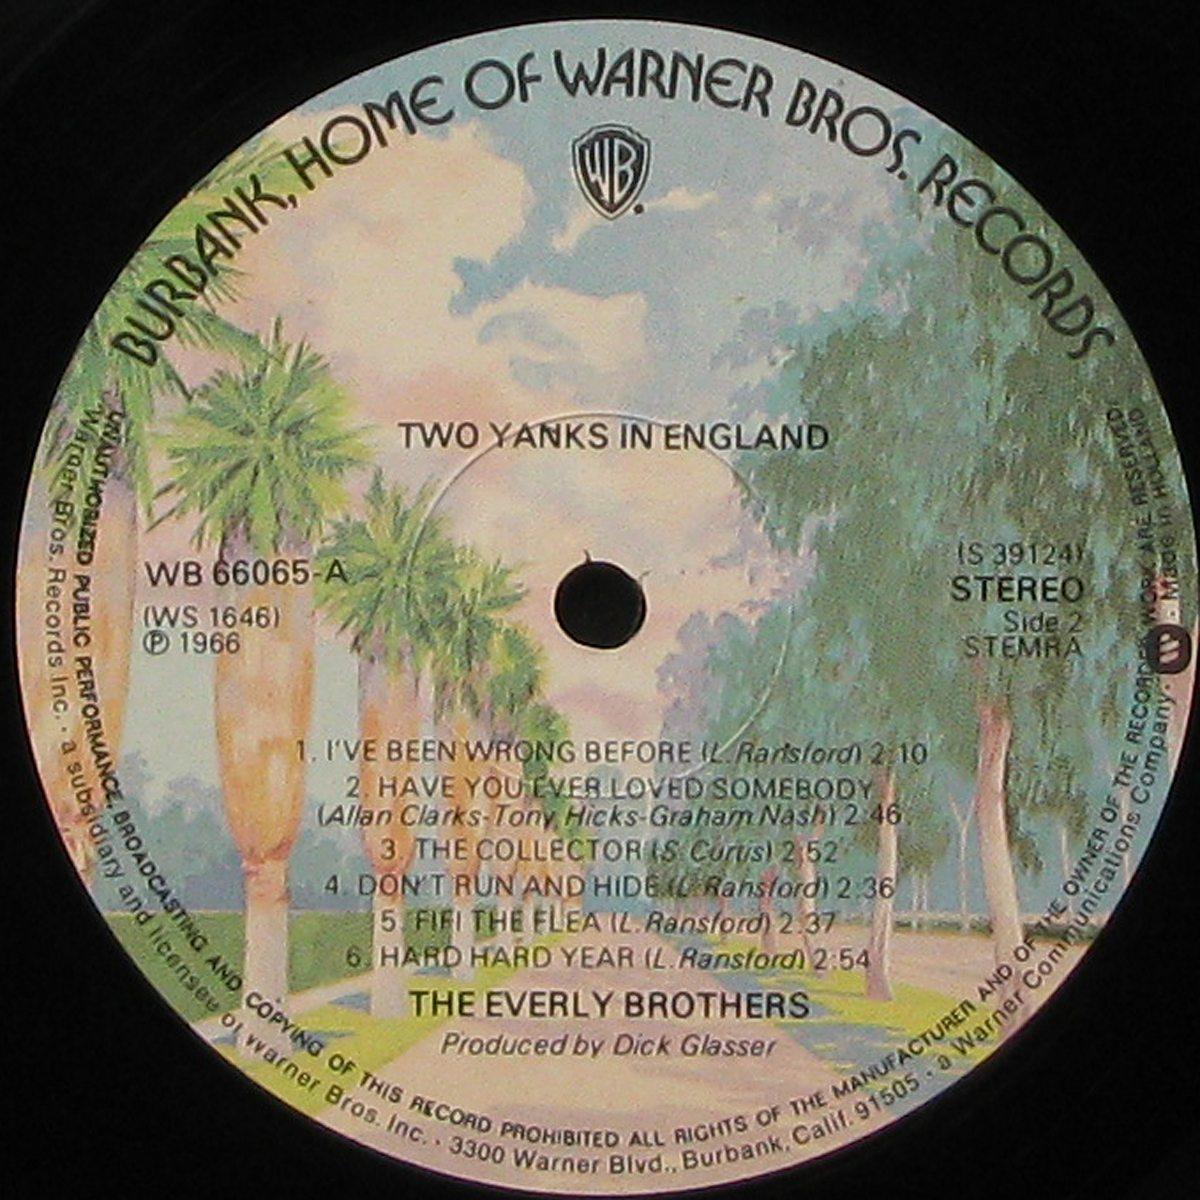 BURBANK, HOME OF WARNER BROS. RECORDS
WB
TWO YANKS IN ENGLAND
WB 66065-A
(WS 1646)
℗ 1966
(S 39124)
STEREO
Side 2
STEMRA
1. I'VE BEEN WRONG BEFORE (L. Ransford) 2:10
2. HAVE YOU EVER LOVED SOMEBODY
(Allan Clarks-Tony Hicks-Graham Nash) 2:46
3. THE COLLECTOR (S. Curtis) 2:52
4. DON'T RUN AND HIDE (L. Ransford) 2:36
5. FIFI THE FLEA (L. Ransford) 2:37
6. HARD HARD YEAR (L. Ransford) 2:54
THE EVERLY BROTHERS
Produced by Dick Glasser
UNAUTHORIZED PUBLIC PERFORMANCE, BROADCASTING AND COPYING OF THIS RECORD PROHIBITED ALL RIGHTS OF THE MANUFACTURER AND OF THE OWNER OF THE RECORDED WORK ARE RESERVED
Warner Bros. Records Inc. · a subsidiary and licensee of Warner Bros. Inc. · 3300 Warner Blvd., Burbank, Calif. 91505 · a Warner Communications Company · Made in HOLLAND